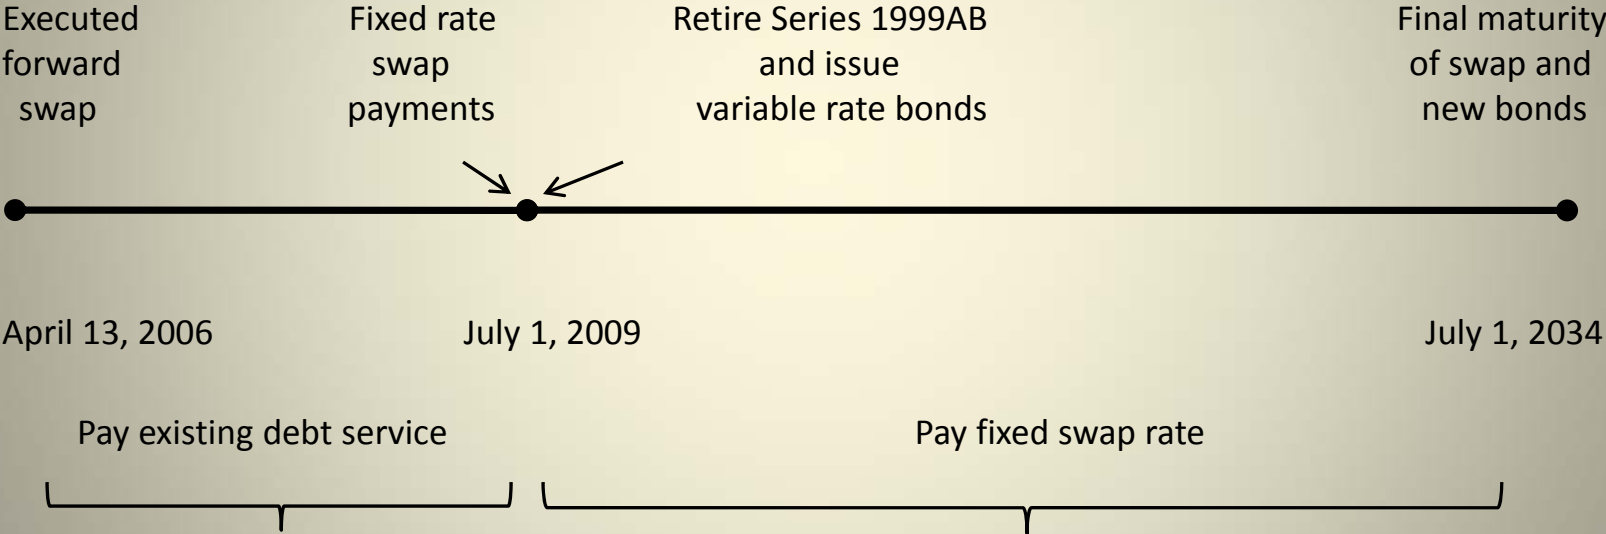 Executed
forward
swap
Fixed rate
swap
payments
Retire Series 1999AB
and issue
variable rate bonds
Final maturity
of swap and
new bonds
April 13, 2006
July 1, 2009
July 1, 2034
Pay existing debt service
Pay fixed swap rate